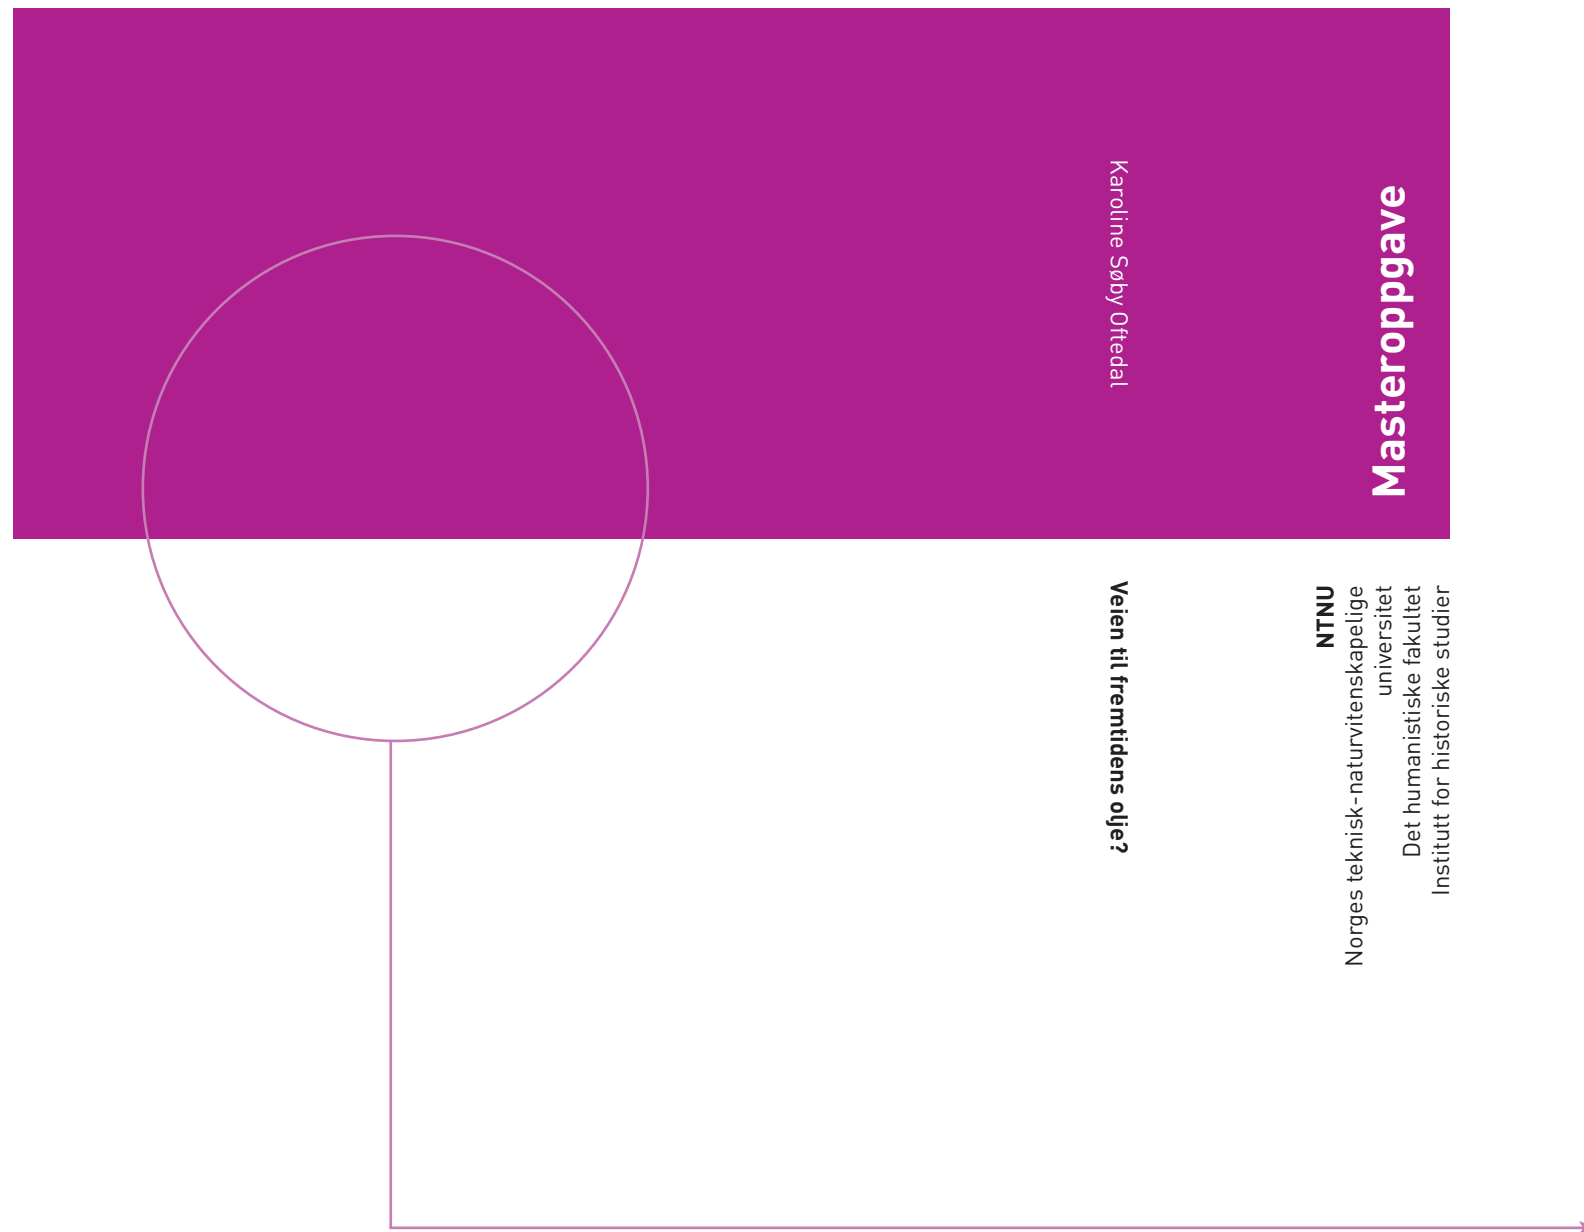 Masteroppgave
NTNU
Norges teknisk-naturvitenskapelige
universitet
Det humanistiske fakultet
Institutt for historiske studier
Karoline Søby Oftedal
Veien til fremtidens olje?